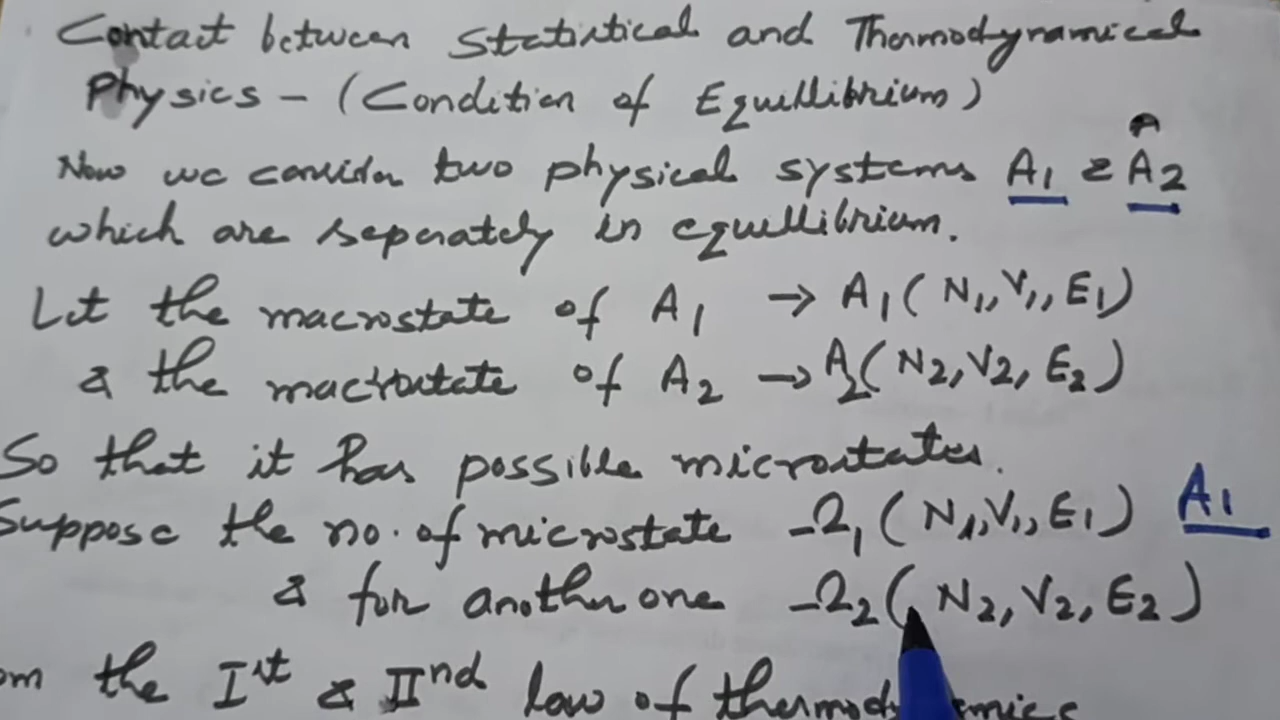 Contact between Statistical and Thermodynamical
Physics - (Condition of Equillibrium)
Now we consider two physical systems A1 & A2
which are seperately in equillibrium.
Let the macrostate of A1 → A1(N1,V1,E1)
& the macrostate of A2 → A2(N2,V2,E2)
So that it has possible microstates.
Suppose the no. of microstate Ω1(N1,V1,E1) A1
& for another one Ω2(N2,V2,E2)
the Ist & IInd law of